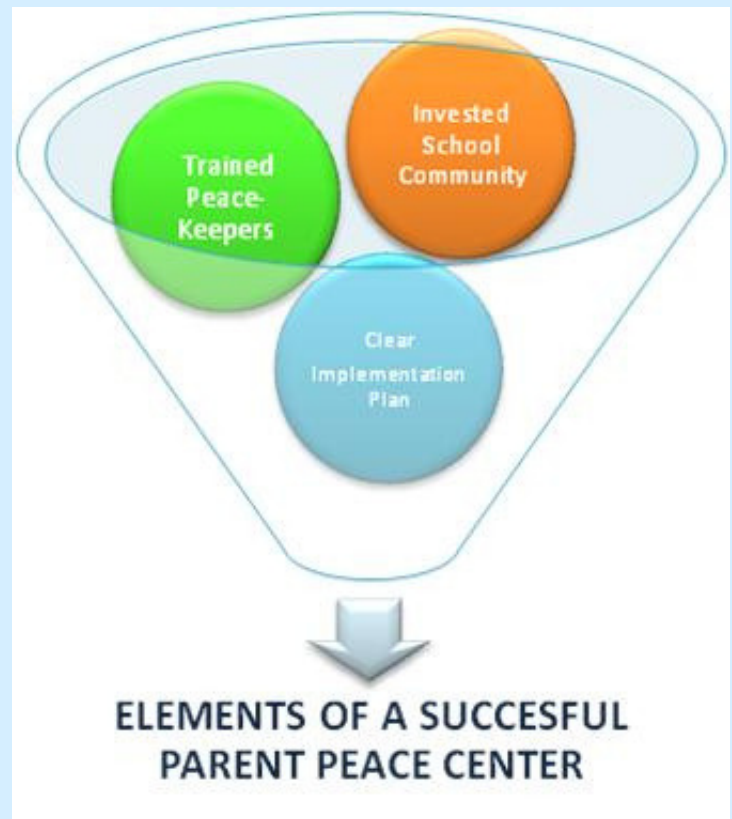 Trained
Peace-
Keepers
Invested
School
Community
Clear
Implementation
Plan
ELEMENTS OF A SUCCESFUL
PARENT PEACE CENTER